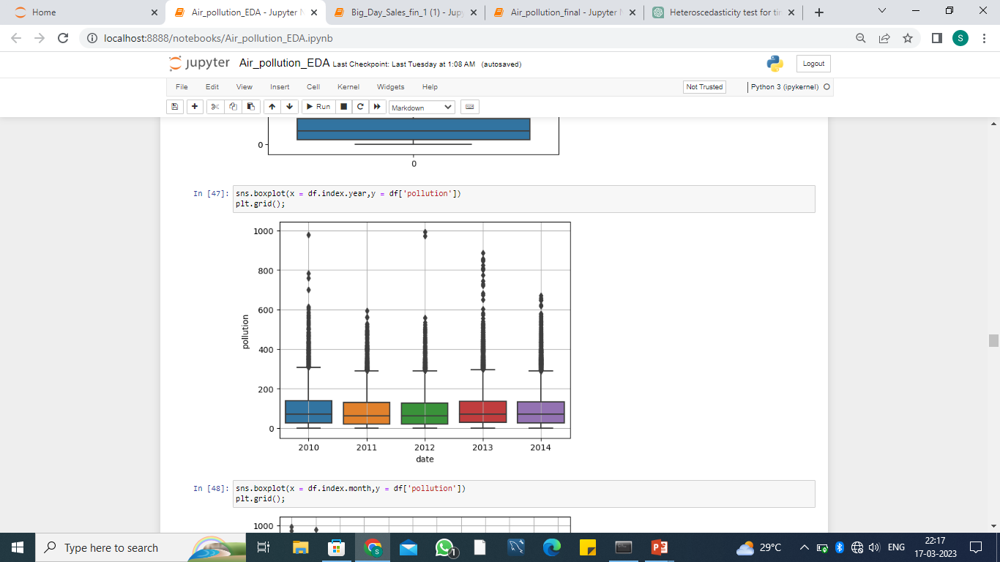 Home
Air_pollution_EDA - Jupyter N
Big_Day_Sales_fin_1 (1) - Jup
Air_pollution_final - Jupyter
Heteroscedasticity test for tim
localhost:8888/notebooks/Air_pollution_EDA.ipynb
S
jupyter Air_pollution_EDA Last Checkpoint: Last Tuesday at 1:08 AM (autosaved)
Logout
File Edit View Insert Cell Kernel Widgets Help
Not Trusted
Python 3 (ipykernel)
Run
Markdown
0
0
In [47]: sns.boxplot(x = df.index.year,y = df['pollution'])
plt.grid();
1000
800
600
400
200
0
pollution
2010 2011 2012 2013 2014
date
In [48]: sns.boxplot(x = df.index.month,y = df['pollution'])
plt.grid();
1000
Type here to search
1
29°C
ENG
22:17
17-03-2023